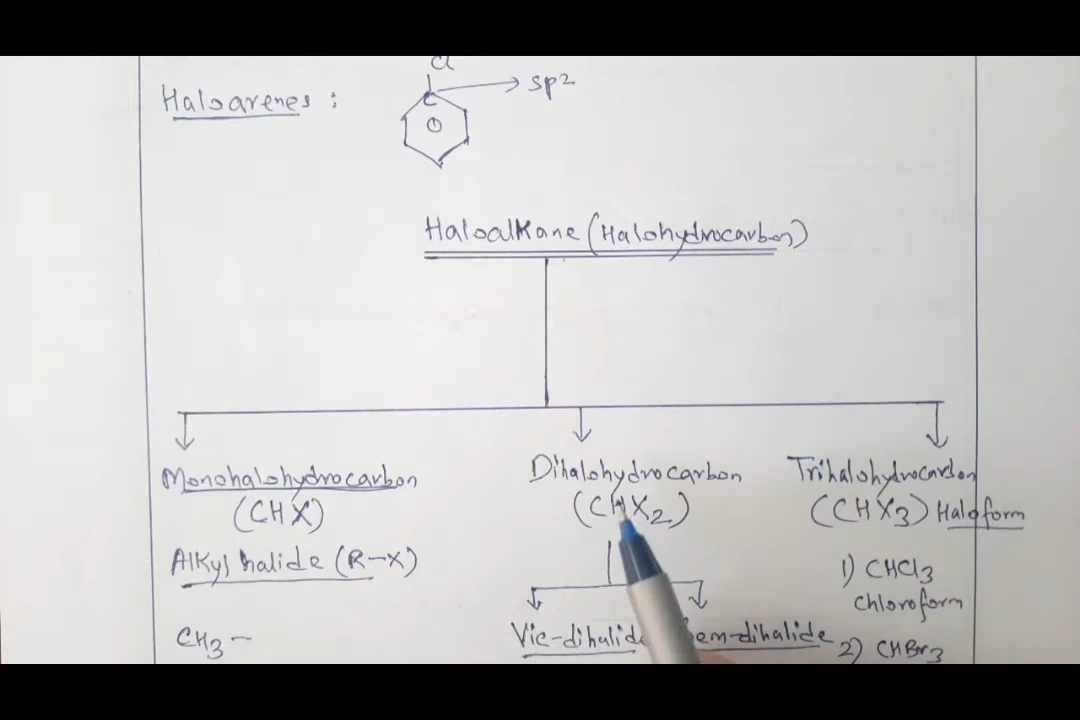 Cl
Haloarenes :
C → sp2
Haloalkane (Halohydrocarbon)
Monohalohydrocarbon
(CHX)
Alkyl halide (R-X)
CH3 -
Dihalohydrocarbon
(CHX2)
Vic-dihalide
Gem-dihalide
Trihalohydrocarbon
(CHX3) Haloform
1) CHCl3
Chloroform
2) CHBr3